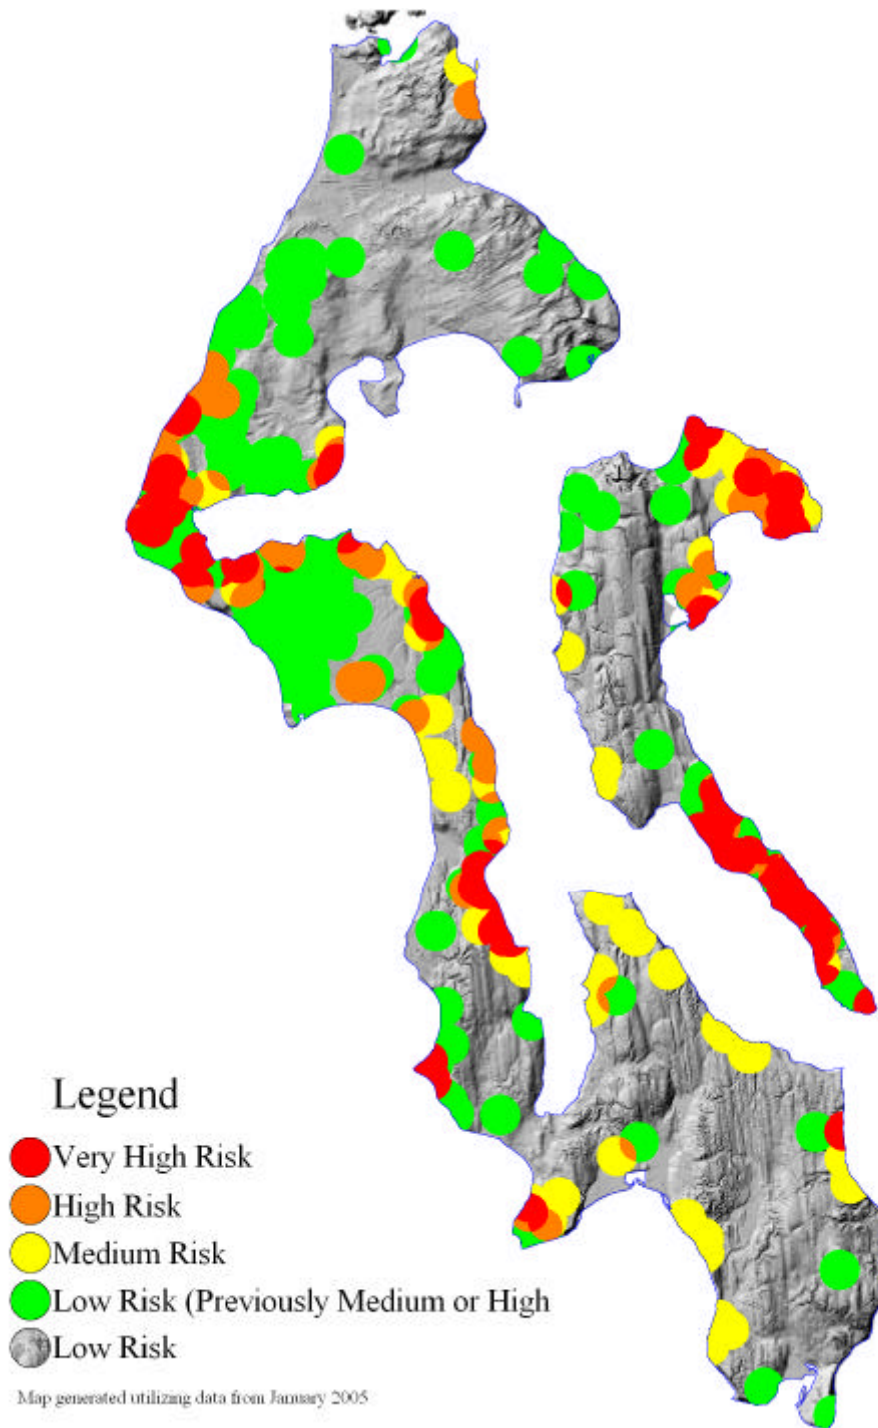 Legend
Very High Risk
High Risk
Medium Risk
Low Risk (Previously Medium or High
Low Risk
Map generated utilizing data from January 2005